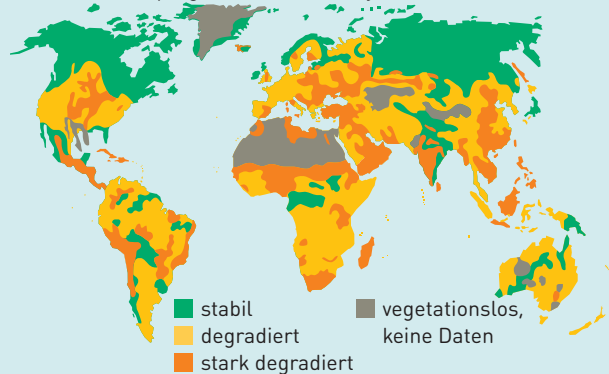 stabil
degradiert
stark degradiert
vegetationslos,
keine Daten